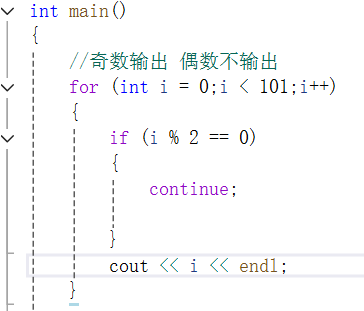 int main()
{
//奇数输出 偶数不输出
for (int i = 0;i < 101;i++)
{
if (i % 2 == 0)
{
continue;
}
cout << i << endl;
}